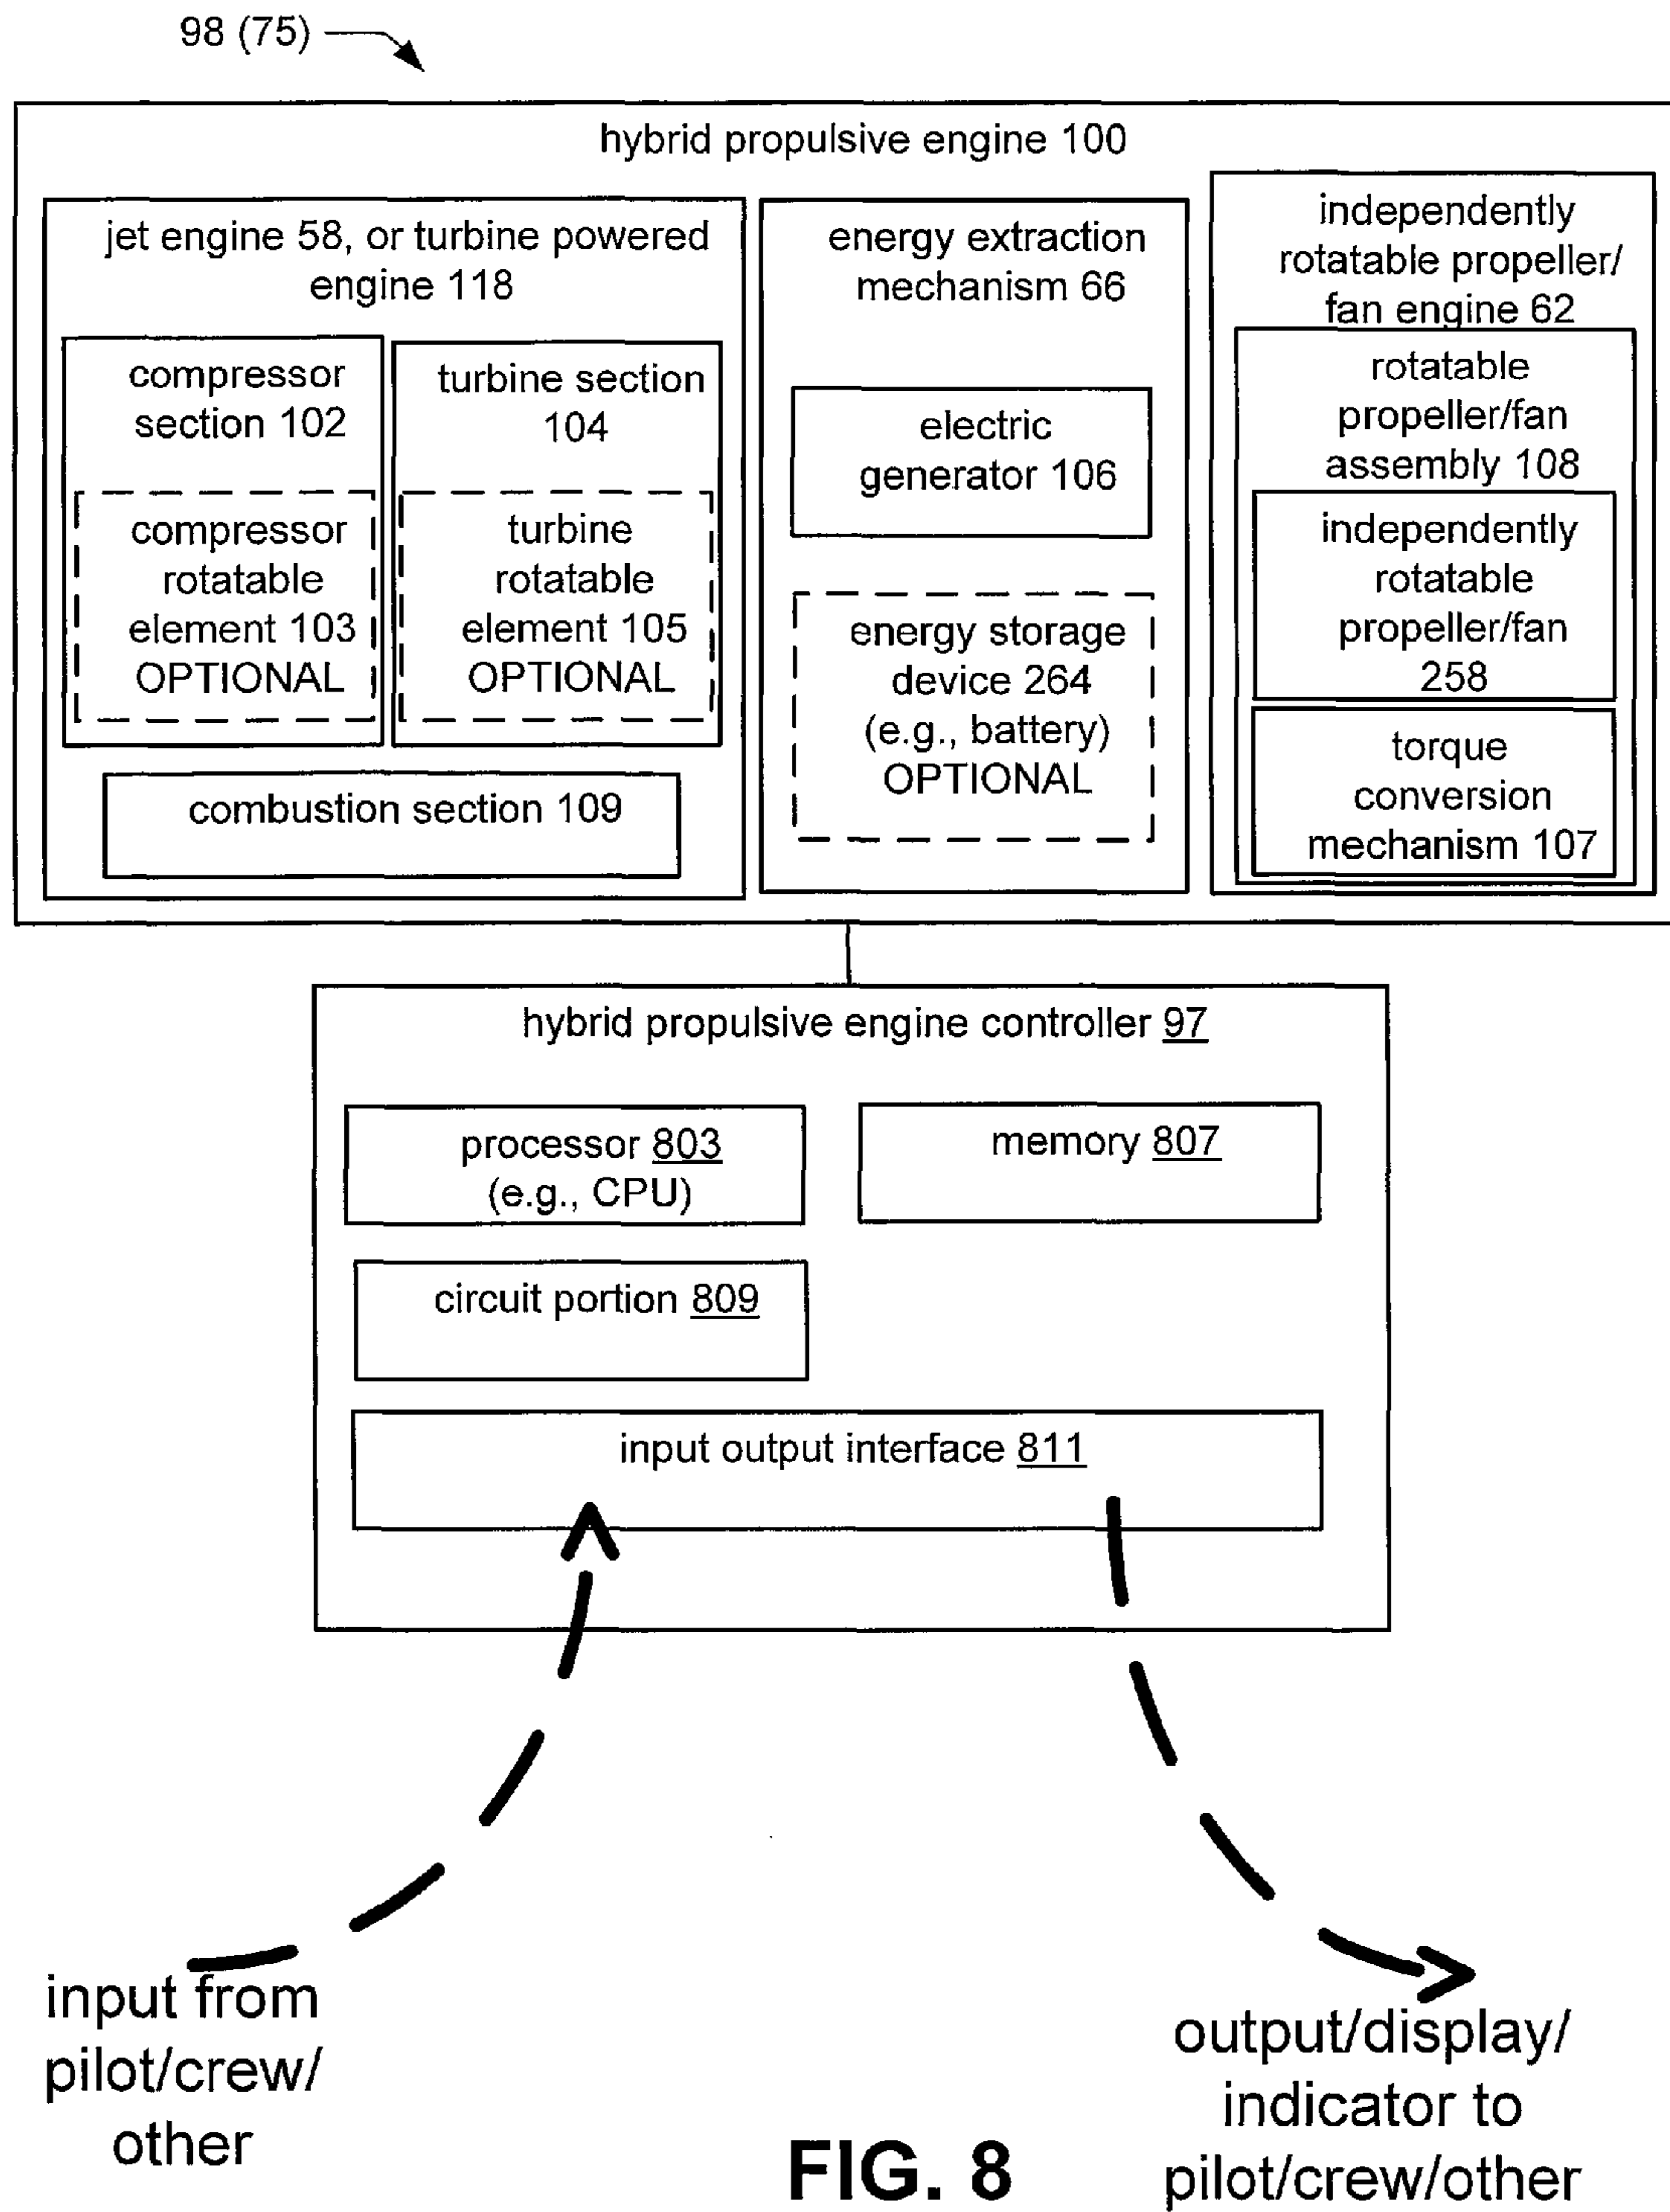 98 (75)
hybrid propulsive engine 100
jet engine 58, or turbine powered
engine 118
compressor
section 102
compressor
rotatable
element 103
OPTIONAL
turbine section
104
turbine
rotatable
element 105
OPTIONAL
combustion section 109
energy extraction
mechanism 66
electric
generator 106
energy storage
device 264
(e.g., battery)
OPTIONAL
independently
rotatable propeller/
fan engine 62
rotatable
propeller/fan
assembly 108
independently
rotatable
propeller/fan
258
torque
conversion
mechanism 107
hybrid propulsive engine controller 97
processor 803
(e.g., CPU)
memory 807
circuit portion 809
input output interface 811
input from
pilot/crew/
other
output/display/
indicator to
pilot/crew/other
FIG. 8